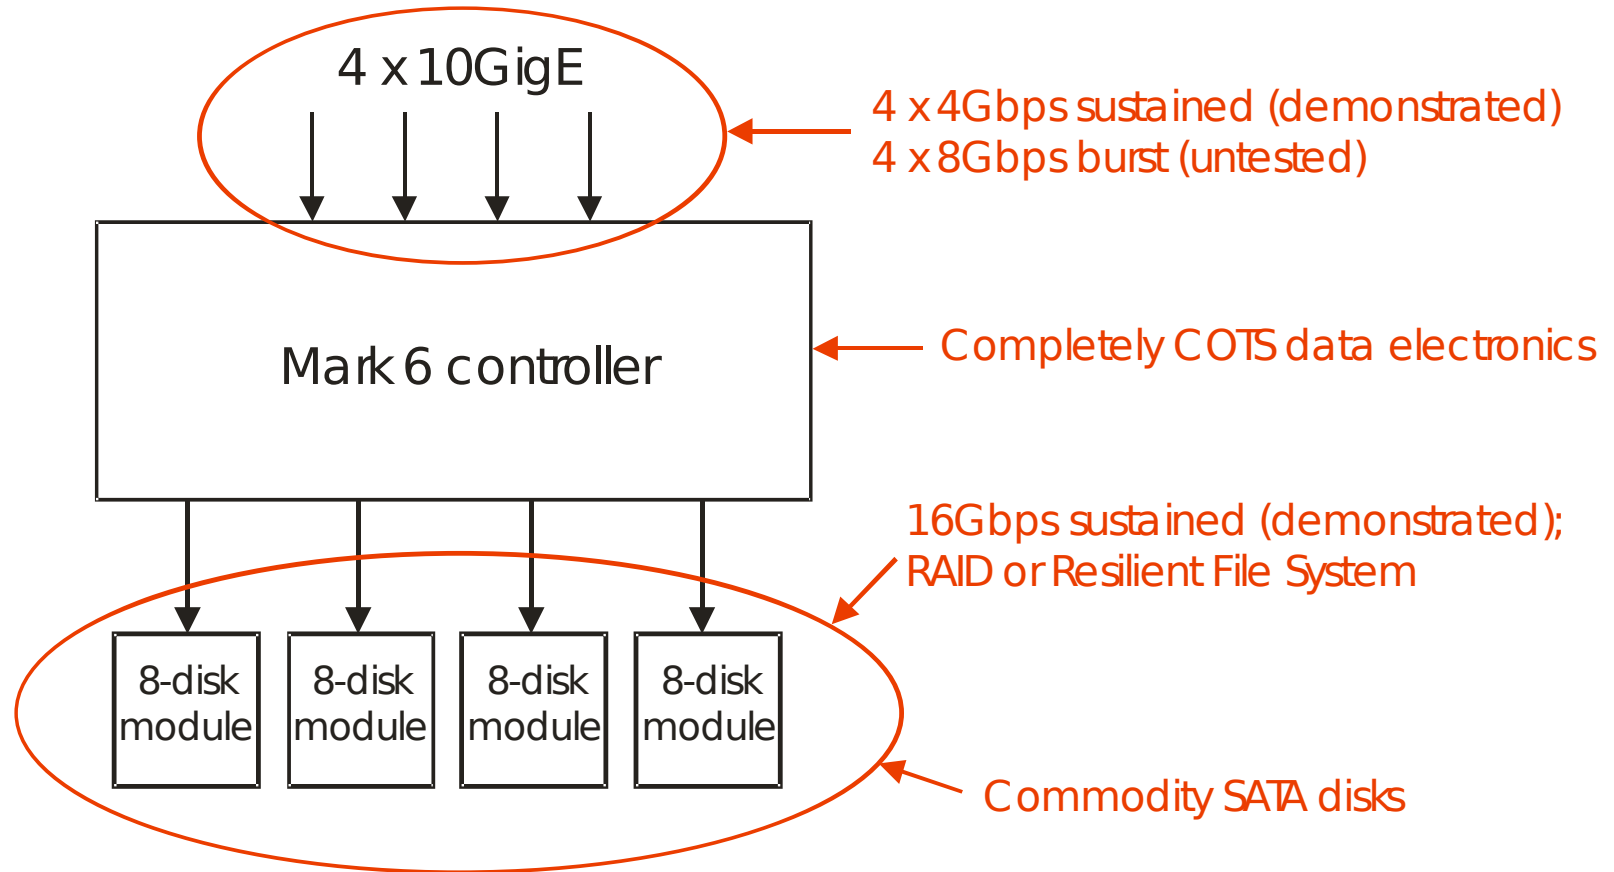 4 x 10GigE
4 x 4Gbps sustained (demonstrated)
4 x 8Gbps burst (untested)
Mark 6 controller
Completely COTS data electronics
16Gbps sustained (demonstrated);
RAID or Resilient File System
8-disk
module
8-disk
module
8-disk
module
8-disk
module
Commodity SATA disks